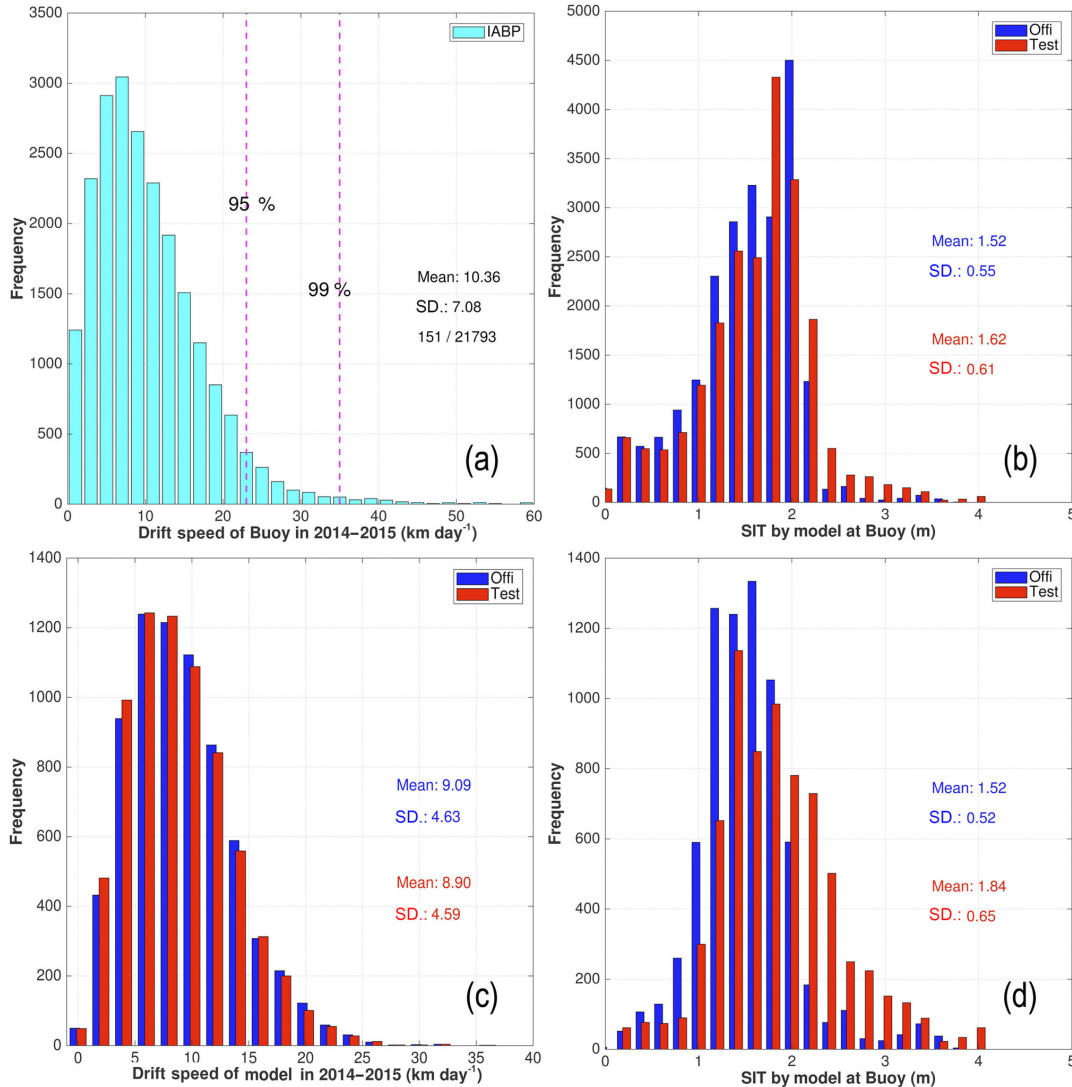 3500
3000
2500
2000
1500
1000
500
0
Frequency
IABP
95 %
99 %
Mean: 10.36
SD.: 7.08
151 / 21793
(a)
0 10 20 30 40 50 60
Drift speed of Buoy in 2014−2015 (km day⁻¹)
5000
4500
4000
3500
3000
2500
2000
1500
1000
500
0
Frequency
Offi
Test
Mean: 1.52
SD.: 0.55
Mean: 1.62
SD.: 0.61
(b)
0 1 2 3 4 5
SIT by model at Buoy (m)
1400
1200
1000
800
600
400
200
0
Frequency
Offi
Test
Mean: 9.09
SD.: 4.63
Mean: 8.90
SD.: 4.59
(c)
0 5 10 15 20 25 30 35 40
Drift speed of model in 2014−2015 (km day⁻¹)
1400
1200
1000
800
600
400
200
0
Frequency
Offi
Test
Mean: 1.52
SD.: 0.52
Mean: 1.84
SD.: 0.65
(d)
0 1 2 3 4 5
SIT by model at Buoy (m)